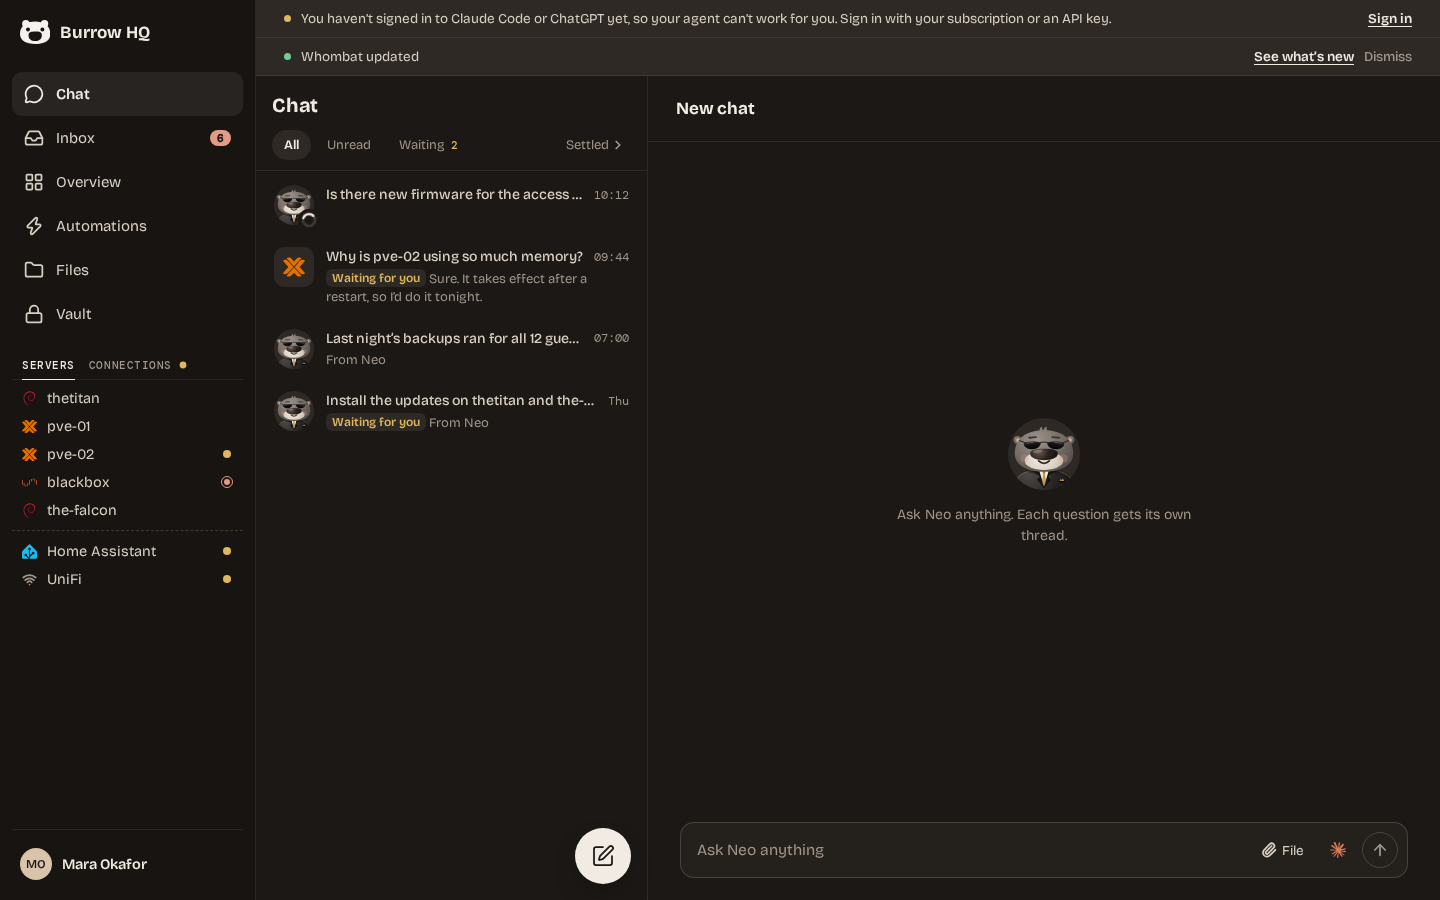 Burrow HQ
Chat
Inbox
6
Overview
Automations
Files
Vault
SERVERS
CONNECTIONS
thetitan
pve-01
pve-02
blackbox
the-falcon
Home Assistant
UniFi
MO
Mara Okafor
You haven't signed in to Claude Code or ChatGPT yet, so your agent can't work for you. Sign in with your subscription or an API key.
Sign in
Whombat updated
See what's new
Dismiss
Chat
All
Unread
Waiting 2
Settled
Is there new firmware for the access ...
10:12
Why is pve-02 using so much memory?
09:44
Waiting for you Sure. It takes effect after a
restart, so I'd do it tonight.
Last night's backups ran for all 12 gue...
07:00
From Neo
Install the updates on thetitan and the-...
Thu
Waiting for you From Neo
New chat
Ask Neo anything. Each question gets its own
thread.
Ask Neo anything
File